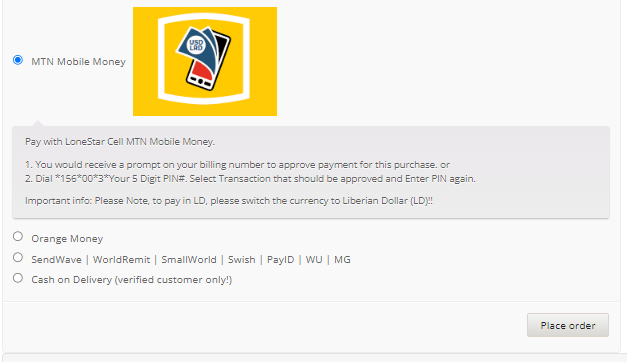 USD
LRD
MTN Mobile Money
Pay with LoneStar Cell MTN Mobile Money.
1. You would receive a prompt on your billing number to approve payment for this purchase. or
2. Dial *156*00*3*Your 5 Digit PIN#. Select Transaction that should be approved and Enter PIN again.
Important info: Please Note, to pay in LD, please switch the currency to Liberian Dollar (LD)!!
Orange Money
SendWave | WorldRemit | SmallWorld | Swish | PayID | WU | MG
Cash on Delivery (verified customer only!)
Place order